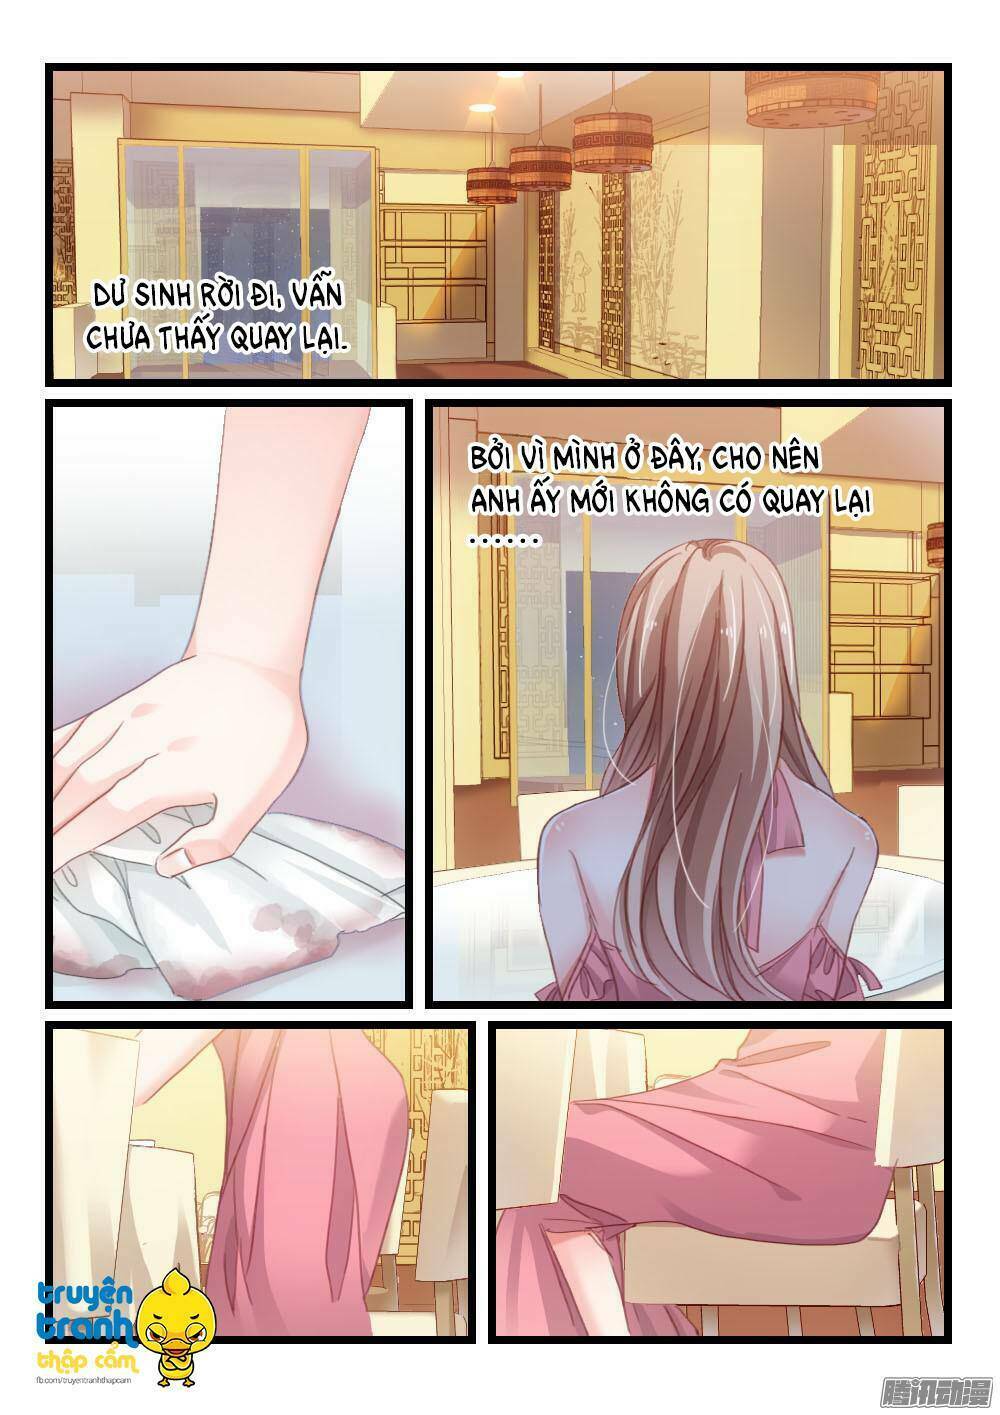 DƯ SINH RỜI ĐI, VẪN
CHƯA THẤY QUAY LẠI.
BỞI VÌ MÌNH Ở ĐÂY, CHO NÊN
ANH ẤY MỚI KHÔNG CÓ QUAY LẠI
......
truyện
tranh
thập cẩm
fb.com/truyentranhthapcam
腾讯动漫